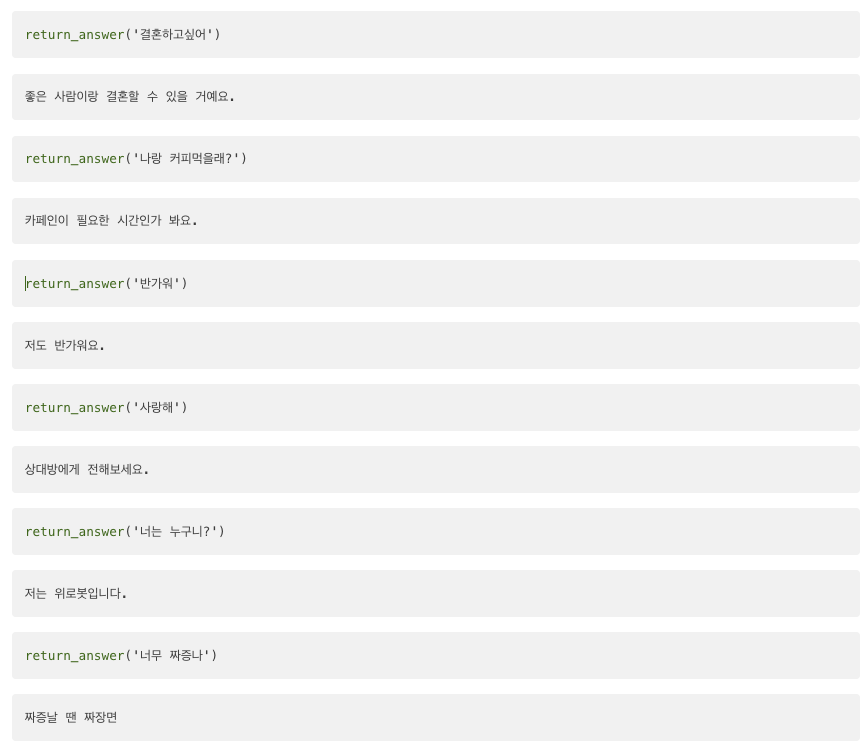 return_answer('결혼하고싶어')
좋은 사람이랑 결혼할 수 있을 거예요.
return_answer('나랑 커피먹을래?')
카페인이 필요한 시간인가 봐요.
return_answer('반가워')
저도 반가워요.
return_answer('사랑해')
상대방에게 전해보세요.
return_answer('너는 누구니?')
저는 위로봇입니다.
return_answer('너무 짜증나')
짜증날 땐 짜장면